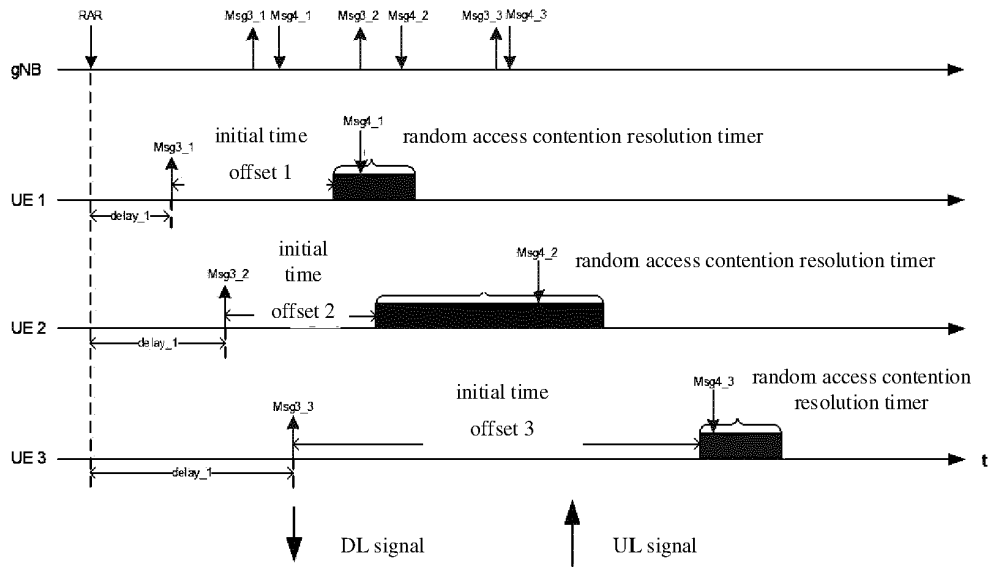 RAR
Msg3_1
Msg4_1
Msg3_2
Msg4_2
Msg3_3
Msg4_3
gNB
Msg3_1
initial time
offset 1
Msg4_1
random access contention resolution timer
UE 1
delay_1
Msg3_2
initial
time
offset 2
Msg4_2
random access contention resolution timer
UE 2
delay_1
Msg3_3
initial time
offset 3
Msg4_3
random access contention
resolution timer
UE 3
delay_1
t
DL signal
UL signal